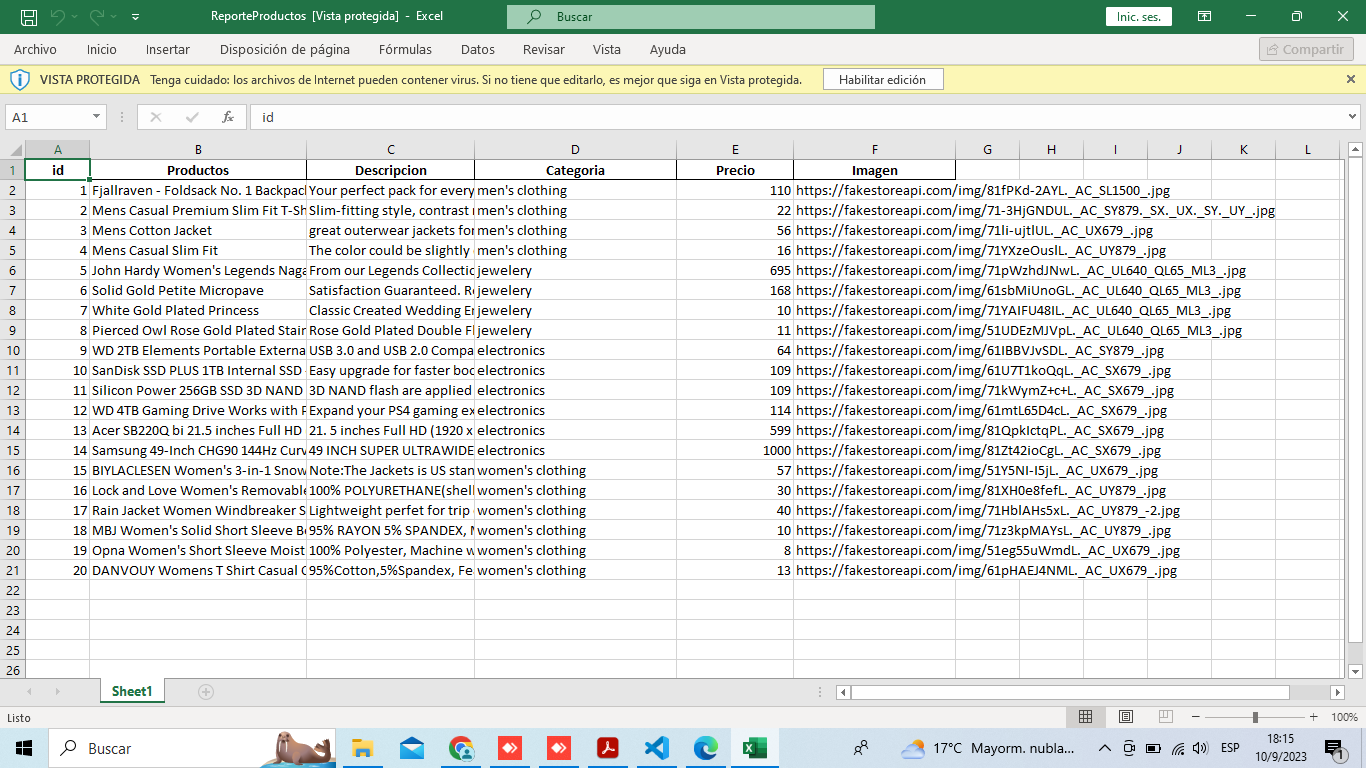 ReporteProductos [Vista protegida] - Excel
Buscar
Inic. ses.
Archivo Inicio Insertar Disposición de página Fórmulas Datos Revisar Vista Ayuda
Compartir
VISTA PROTEGIDA Tenga cuidado: los archivos de Internet pueden contener virus. Si no tiene que editarlo, es mejor que siga en Vista protegida. Habilitar edición
A1 fx id
A B C D E F G H I J K L
1 id Productos Descripcion Categoria Precio Imagen
2 1 Fjallraven - Foldsack No. 1 Backpac Your perfect pack for every men's clothing 110 https://fakestoreapi.com/img/81fPKd-2AYL._AC_SL1500_.jpg
3 2 Mens Casual Premium Slim Fit T-Sh Slim-fitting style, contrast men's clothing 22 https://fakestoreapi.com/img/71-3HjGNDUL._AC_SY879._SX._UX._SY._UY_.jpg
4 3 Mens Cotton Jacket great outerwear jackets for men's clothing 56 https://fakestoreapi.com/img/71li-ujtlUL._AC_UX679_.jpg
5 4 Mens Casual Slim Fit The color could be slightly men's clothing 16 https://fakestoreapi.com/img/71YXzeOuslL._AC_UY879_.jpg
6 5 John Hardy Women's Legends Naga From our Legends Collectio jewelery 695 https://fakestoreapi.com/img/71pWzhdJNwL._AC_UL640_QL65_ML3_.jpg
7 6 Solid Gold Petite Micropave Satisfaction Guaranteed. R jewelery 168 https://fakestoreapi.com/img/61sbMiUnoGL._AC_UL640_QL65_ML3_.jpg
8 7 White Gold Plated Princess Classic Created Wedding E jewelery 10 https://fakestoreapi.com/img/71YAIFU48IL._AC_UL640_QL65_ML3_.jpg
9 8 Pierced Owl Rose Gold Plated Stain Rose Gold Plated Double Fl jewelery 11 https://fakestoreapi.com/img/51UDEzMJVpL._AC_UL640_QL65_ML3_.jpg
10 9 WD 2TB Elements Portable Externa USB 3.0 and USB 2.0 Compa electronics 64 https://fakestoreapi.com/img/61IBBVJvSDL._AC_SY879_.jpg
11 10 SanDisk SSD PLUS 1TB Internal SSD Easy upgrade for faster boo electronics 109 https://fakestoreapi.com/img/61U7T1koQqL._AC_SX679_.jpg
12 11 Silicon Power 256GB SSD 3D NAND 3D NAND flash are applied electronics 109 https://fakestoreapi.com/img/71kWymZ+c+L._AC_SX679_.jpg
13 12 WD 4TB Gaming Drive Works with P Expand your PS4 gaming ex electronics 114 https://fakestoreapi.com/img/61mtL65D4cL._AC_SX679_.jpg
14 13 Acer SB220Q bi 21.5 inches Full HD 21. 5 inches Full HD (1920 x electronics 599 https://fakestoreapi.com/img/81QpkIctqPL._AC_SX679_.jpg
15 14 Samsung 49-Inch CHG90 144Hz Curv 49 INCH SUPER ULTRAWIDE electronics 1000 https://fakestoreapi.com/img/81Zt42ioCgL._AC_SX679_.jpg
16 15 BIYLACLESEN Women's 3-in-1 Snow Note:The Jackets is US stan women's clothing 57 https://fakestoreapi.com/img/51Y5NI-I5jL._AC_UX679_.jpg
17 16 Lock and Love Women's Removable 100% POLYURETHANE(shell women's clothing 30 https://fakestoreapi.com/img/81XH0e8fefL._AC_UY879_.jpg
18 17 Rain Jacket Women Windbreaker S Lightweight perfet for trip women's clothing 40 https://fakestoreapi.com/img/71HblAHs5xL._AC_UY879_-2.jpg
19 18 MBJ Women's Solid Short Sleeve Bo 95% RAYON 5% SPANDEX, women's clothing 10 https://fakestoreapi.com/img/71z3kpMAYsL._AC_UY879_.jpg
20 19 Opna Women's Short Sleeve Moist 100% Polyester, Machine w women's clothing 8 https://fakestoreapi.com/img/51eg55uWmdL._AC_UX679_.jpg
21 20 DANVOUY Womens T Shirt Casual C 95%Cotton,5%Spandex, Fe women's clothing 13 https://fakestoreapi.com/img/61pHAEJ4NML._AC_UX679_.jpg
22
23
24
25
26
Sheet1
Listo 100%
Buscar 17°C Mayorm. nubla... ESP 18:15
10/9/2023 1